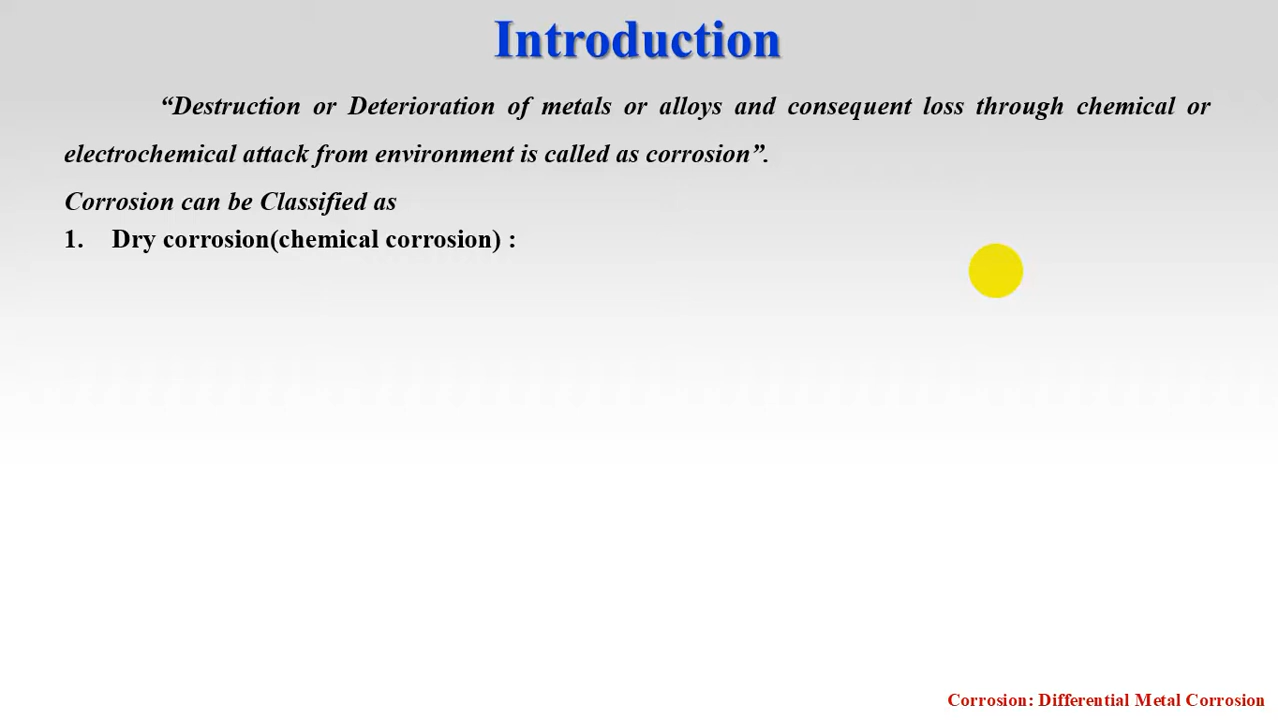 Introduction
“Destruction or Deterioration of metals or alloys and consequent loss through chemical or
electrochemical attack from environment is called as corrosion”.
Corrosion can be Classified as
1. Dry corrosion(chemical corrosion) :
Corrosion: Differential Metal Corrosion